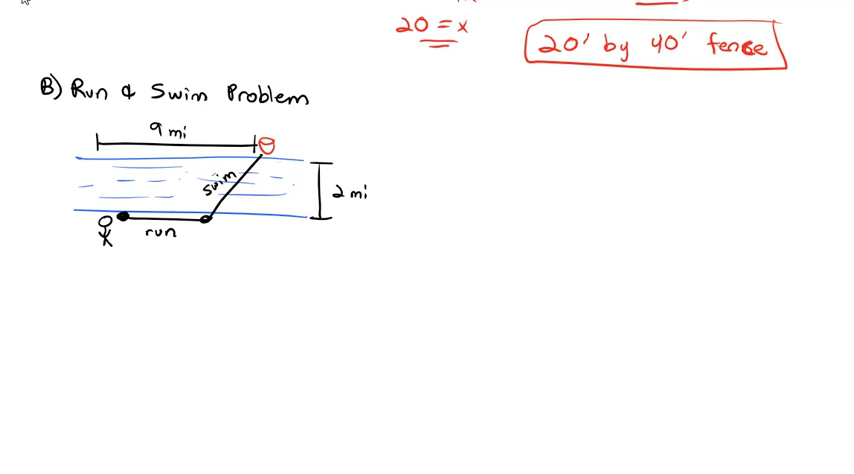 20 = x
20' by 40' fence
B) Run & Swim Problem
9 mi
swim
2 mi
run